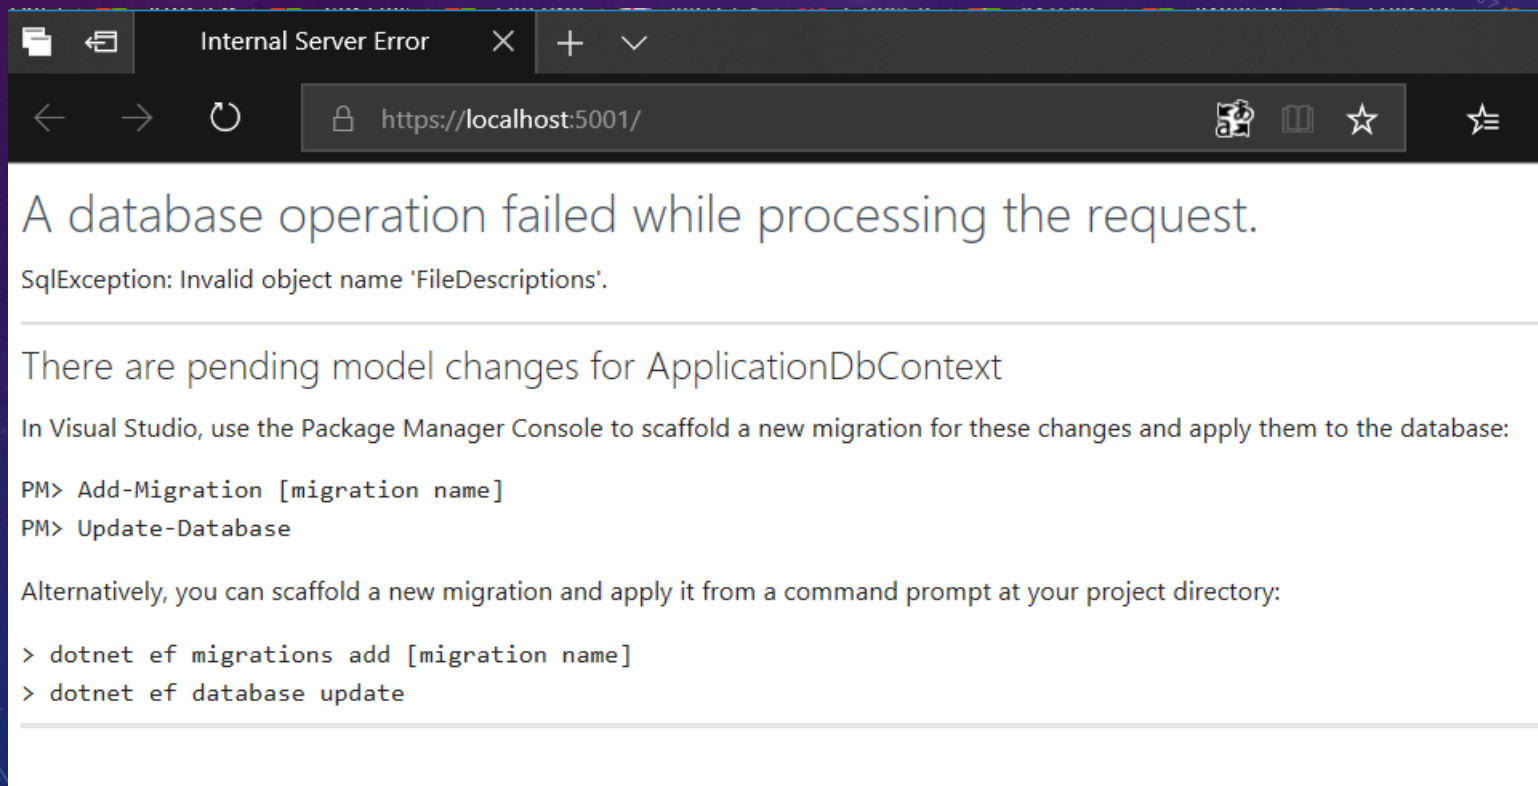 Internal Server Error
https://localhost:5001/
A database operation failed while processing the request.
SqlException: Invalid object name 'FileDescriptions'.
There are pending model changes for ApplicationDbContext
In Visual Studio, use the Package Manager Console to scaffold a new migration for these changes and apply them to the database:
PM> Add-Migration [migration name]
PM> Update-Database
Alternatively, you can scaffold a new migration and apply it from a command prompt at your project directory:
> dotnet ef migrations add [migration name]
> dotnet ef database update